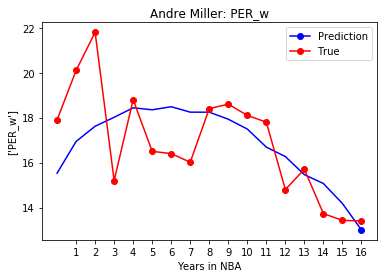 Andre Miller: PER_w
Prediction
True
22
20
18
16
14
['PER_w']
1 2 3 4 5 6 7 8 9 10 11 12 13 14 15 16
Years in NBA